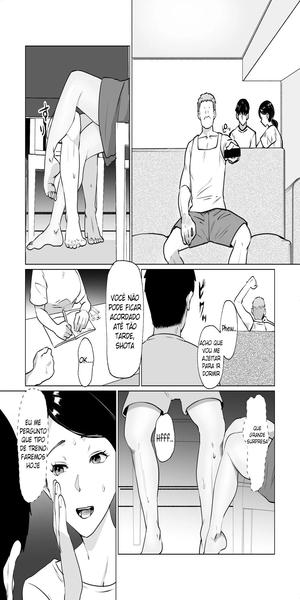 VOCÊ NÃO
PODE FICAR
ACORDADO
ATÉ TÃO
TARDE,
SHOTA
OK...
PHEW...
ACHO QUE
VOU ME
AJEITAR
PARA IR
DORMIR
QUE
GRANDE
SURPRESA
HFFF...
EU ME
PERGUNTO
QUE TIPO
DE TREINO
FAREMOS
HOJE